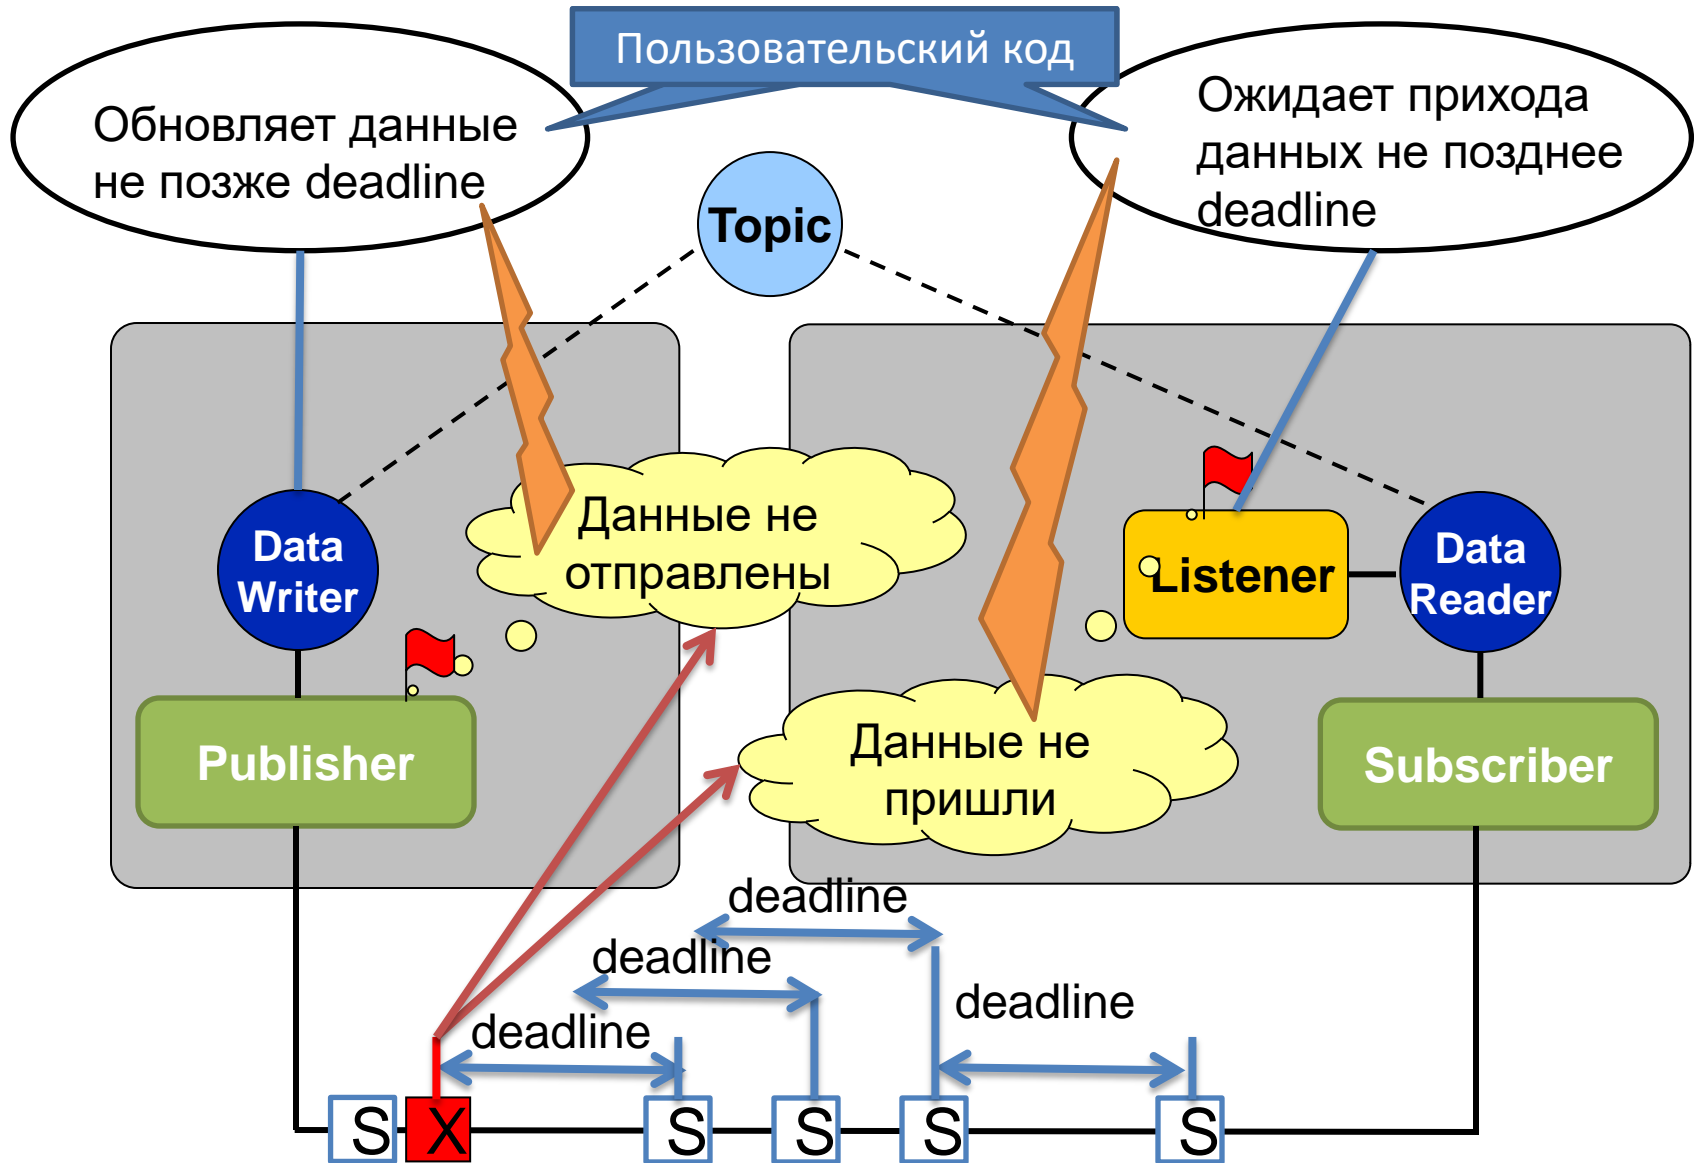 Пользовательский код
Обновляет данные
не позже deadline
Ожидает прихода
данных не позднее
deadline
Topic
Data
Writer
Данные не
отправлены
Listener
Data
Reader
Publisher
Данные не
пришли
Subscriber
deadline
deadline
deadline
deadline
S
X
S
S
S
S